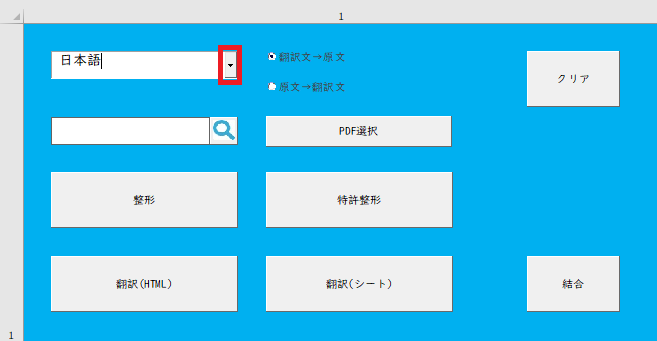 1
日本語
翻訳文→原文
原文→翻訳文
クリア
PDF選択
整形
特許整形
翻訳(HTML)
翻訳(シート)
結合
1